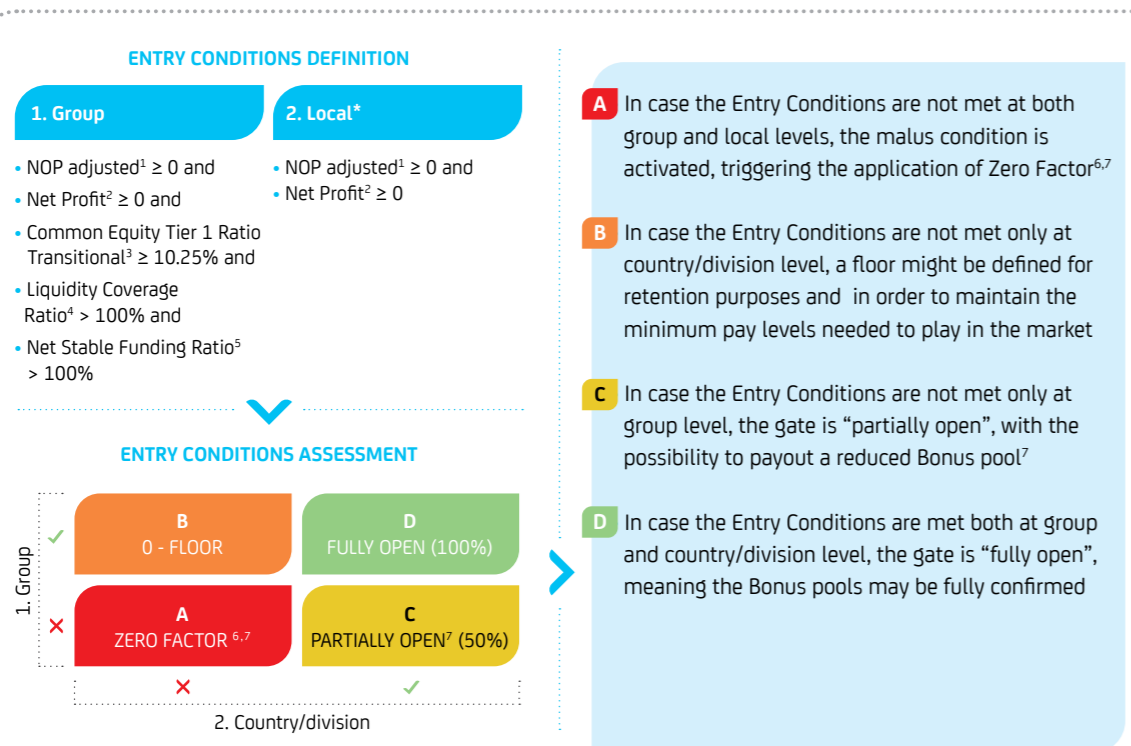 ENTRY CONDITIONS DEFINITION
1. Group
• NOP adjusted¹ ≥ 0 and
• Net Profit² ≥ 0 and
• Common Equity Tier 1 Ratio
Transitional³ ≥ 10.25% and
• Liquidity Coverage
Ratio⁴ > 100% and
• Net Stable Funding Ratio⁵
> 100%
2. Local*
• NOP adjusted¹ ≥ 0 and
• Net Profit² ≥ 0
ENTRY CONDITIONS ASSESSMENT
1. Group
B
0 - FLOOR
D
FULLY OPEN (100%)
A
ZERO FACTOR ⁶,⁷
C
PARTIALLY OPEN⁷ (50%)
2. Country/division
A In case the Entry Conditions are not met at both
group and local levels, the malus condition is
activated, triggering the application of Zero Factor⁶,⁷
B In case the Entry Conditions are not met only at
country/division level, a floor might be defined for
retention purposes and in order to maintain the
minimum pay levels needed to play in the market
C In case the Entry Conditions are not met only at
group level, the gate is “partially open”, with the
possibility to payout a reduced Bonus pool⁷
D In case the Entry Conditions are met both at group
and country/division level, the gate is “fully open”,
meaning the Bonus pools may be fully confirmed